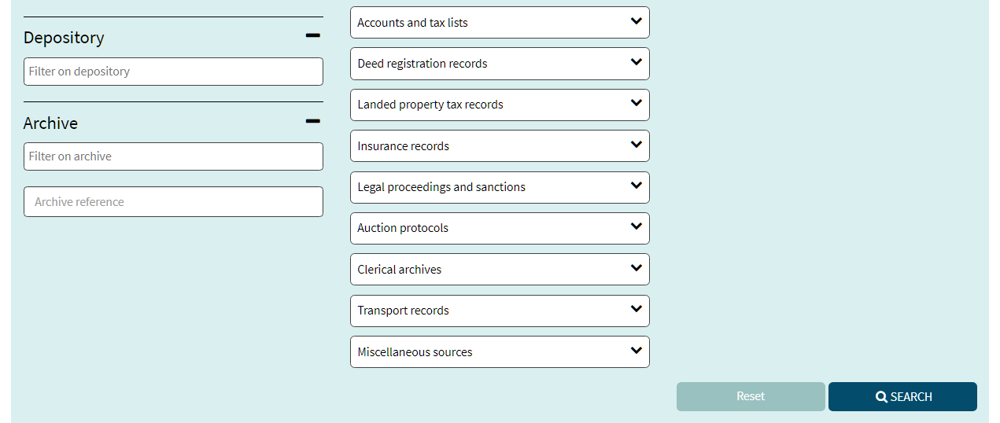 Depository
Filter on depository
Archive
Filter on archive
Archive reference
Accounts and tax lists
Deed registration records
Landed property tax records
Insurance records
Legal proceedings and sanctions
Auction protocols
Clerical archives
Transport records
Miscellaneous sources
Reset
SEARCH